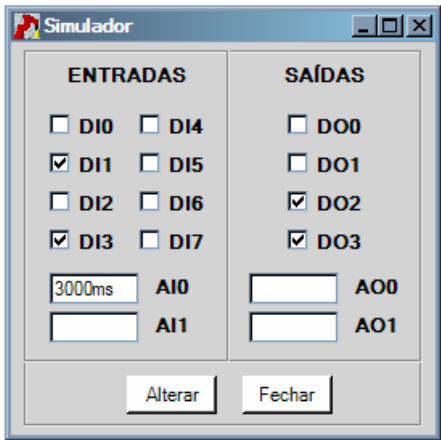 Simulador
ENTRADAS
DI0 DI4
DI1 DI5
DI2 DI6
DI3 DI7
3000ms AI0
AI1
SAÍDAS
DO0
DO1
DO2
DO3
AO0
AO1
Alterar Fechar